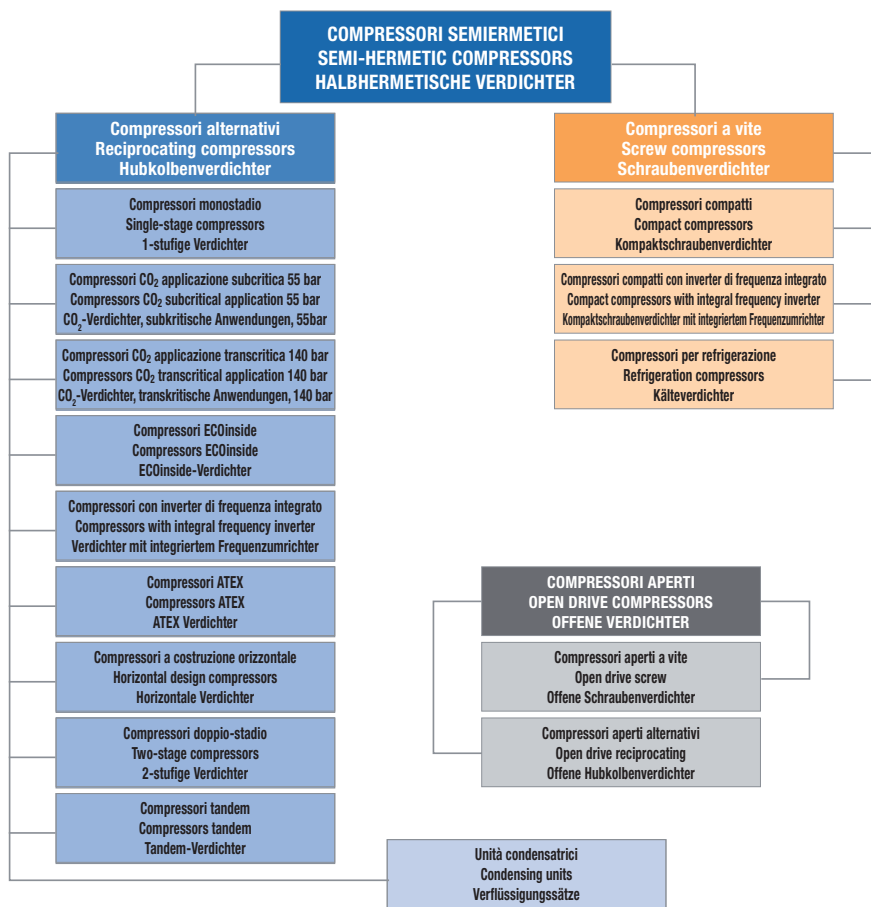 COMPRESSORI SEMIERMETICI
SEMI-HERMETIC COMPRESSORS
HALBHERMETISCHE VERDICHTER
Compressori alternativi
Reciprocating compressors
Hubkolbenverdichter
Compressori monostadio
Single-stage compressors
1-stufige Verdichter
Compressori CO₂ applicazione subcritica 55 bar
Compressors CO₂ subcritical application 55 bar
CO₂-Verdichter, subkritische Anwendungen, 55bar
Compressori CO₂ applicazione transcritica 140 bar
Compressors CO₂ transcritical application 140 bar
CO₂-Verdichter, transkritische Anwendungen, 140 bar
Compressori ECOinside
Compressors ECOinside
ECOinside-Verdichter
Compressori con inverter di frequenza integrato
Compressors with integral frequency inverter
Verdichter mit integriertem Frequenzumrichter
Compressori ATEX
Compressors ATEX
ATEX Verdichter
Compressori a costruzione orizzontale
Horizontal design compressors
Horizontale Verdichter
Compressori doppio-stadio
Two-stage compressors
2-stufige Verdichter
Compressori tandem
Compressors tandem
Tandem-Verdichter
Compressori a vite
Screw compressors
Schraubenverdichter
Compressori compatti
Compact compressors
Kompaktschraubenverdichter
Compressori compatti con inverter di frequenza integrato
Compact compressors with integral frequency inverter
Kompaktschraubenverdichter mit integriertem Frequenzumrichter
Compressori per refrigerazione
Refrigeration compressors
Kälteverdichter
COMPRESSORI APERTI
OPEN DRIVE COMPRESSORS
OFFENE VERDICHTER
Compressori aperti a vite
Open drive screw
Offene Schraubenverdichter
Compressori aperti alternativi
Open drive reciprocating
Offene Hubkolbenverdichter
Unità condensatrici
Condensing units
Verflüssigungssätze